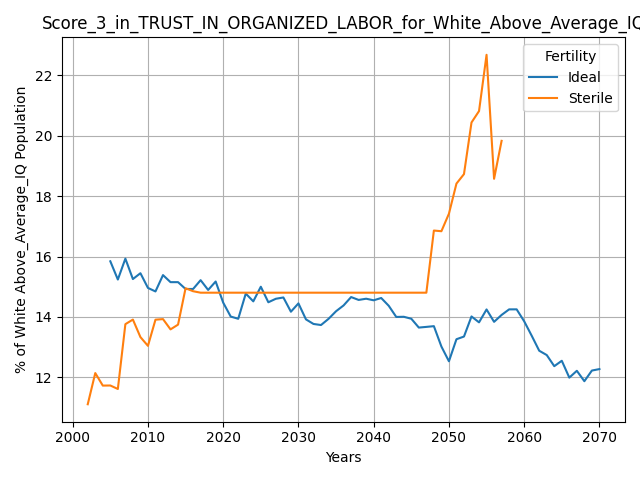 Score_3_in_TRUST_IN_ORGANIZED_LABOR_for_White_Above_Average_IQ
Fertility
Ideal
Sterile
% of White Above_Average_IQ Population
22
20
18
16
14
12
2000 2010 2020 2030 2040 2050 2060 2070
Years